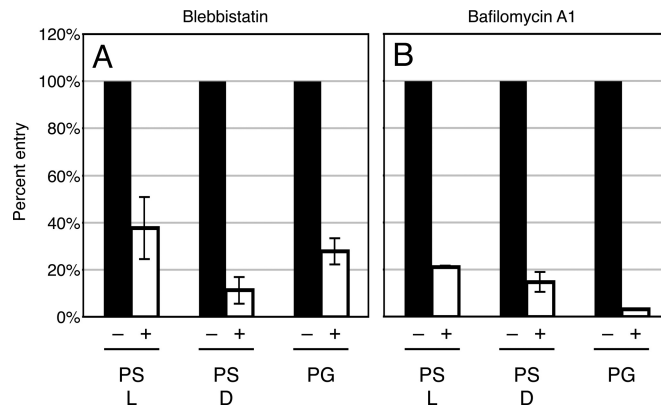 Blebbistatin
Bafilomycin A1
Percent entry
120%
100%
80%
60%
40%
20%
0%
A
B
– + – + – + – + – + – +
PS PS PG PS PS PG
L D L D